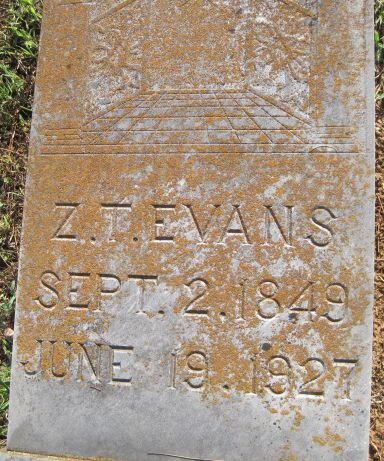 Z.T. EVANS
SEPT. 2. 1849
JUNE 19. 1927